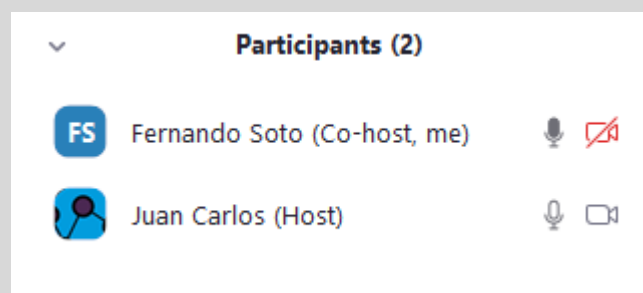 Participants (2)
FS Fernando Soto (Co-host, me)
Juan Carlos (Host)